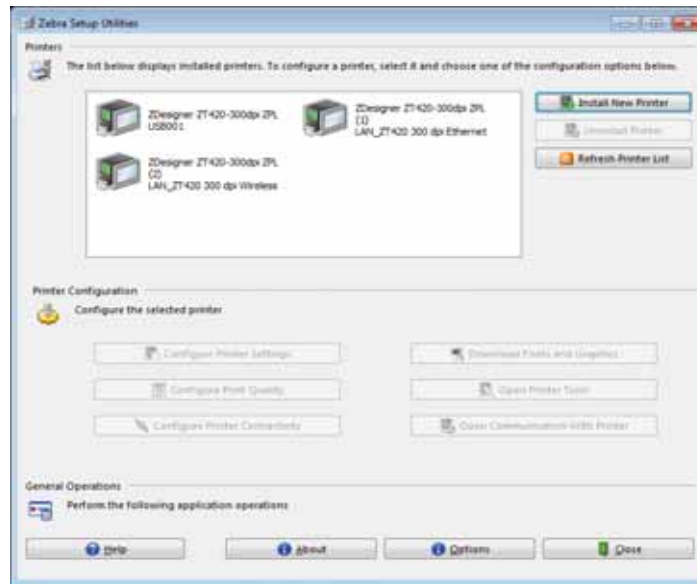 Zebra Setup Utilities
Printers
The list below displays installed printers. To configure a printer, select it and choose one of the configuration options below.
ZDesigner ZT420-300dpi ZPL
USB001
ZDesigner ZT420-300dpi ZPL
(1)
LAN_ZT420 300 dpi Ethernet
ZDesigner ZT420-300dpi ZPL
(2)
LAN_ZT420 300 dpi Wireless
Install New Printer
Uninstall Printer
Refresh Printer List
Printer Configuration
Configure the selected printer
Configure Printer Settings
Download Fonts and Graphics
Configure Print Quality
Open Printer Tools
Configure Printer Connectivity
Open Communication With Printer
General Operations
Perform the following application operations
Help
About
Options
Close